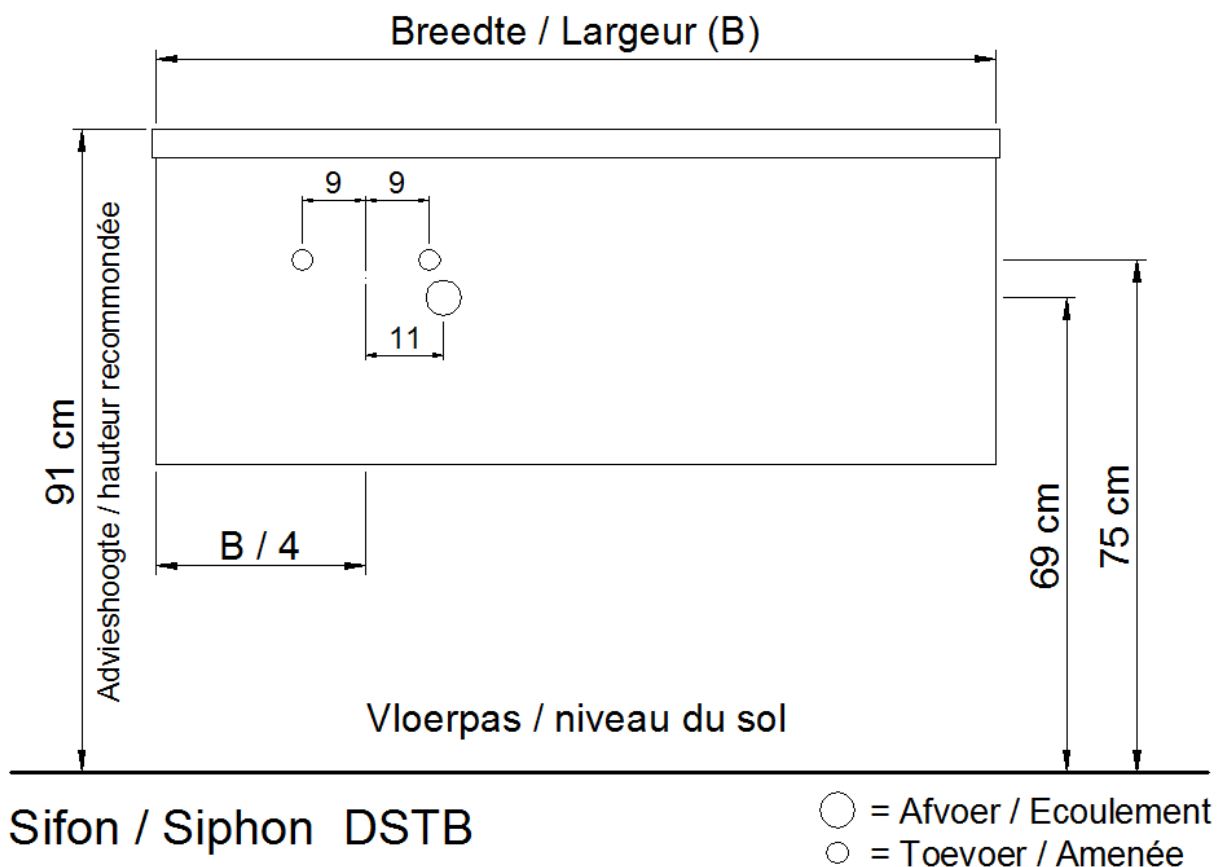 Breedte / Largeur (B)
9
9
11
91 cm
Advieshoogte / hauteur recommondée
B / 4
69 cm
75 cm
Vloerpas / niveau du sol
Sifon / Siphon DSTB
= Afvoer / Ecoulement
= Toevoer / Amenée